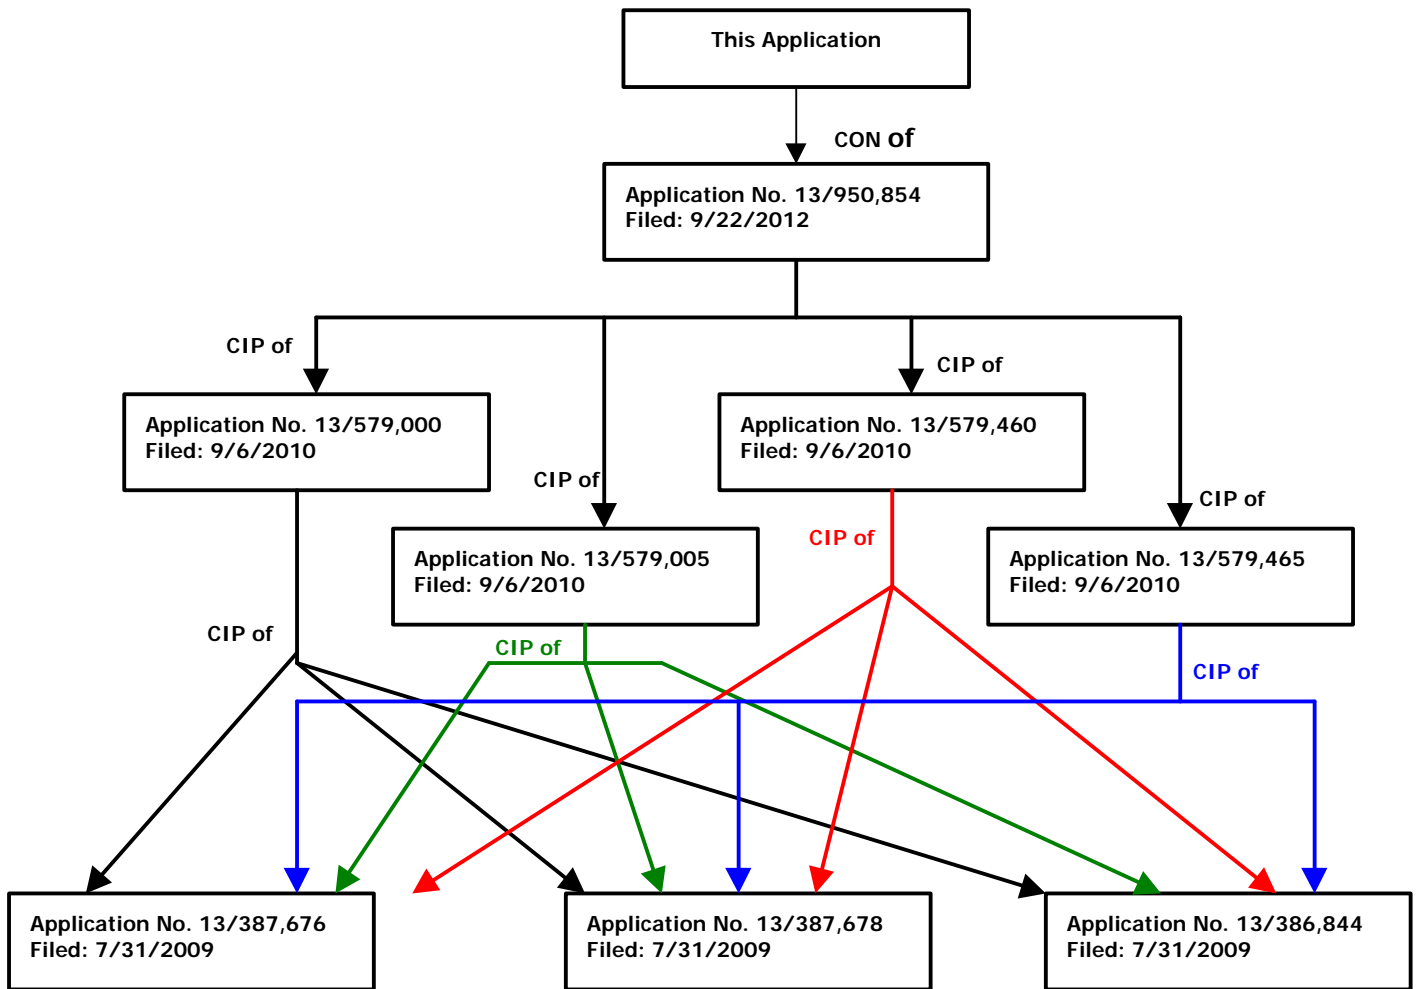 This Application
CON of
Application No. 13/950,854
Filed: 9/22/2012
CIP of
CIP of
Application No. 13/579,000
Filed: 9/6/2010
Application No. 13/579,460
Filed: 9/6/2010
CIP of
CIP of
CIP of
Application No. 13/579,005
Filed: 9/6/2010
Application No. 13/579,465
Filed: 9/6/2010
CIP of
CIP of
CIP of
Application No. 13/387,676
Filed: 7/31/2009
Application No. 13/387,678
Filed: 7/31/2009
Application No. 13/386,844
Filed: 7/31/2009